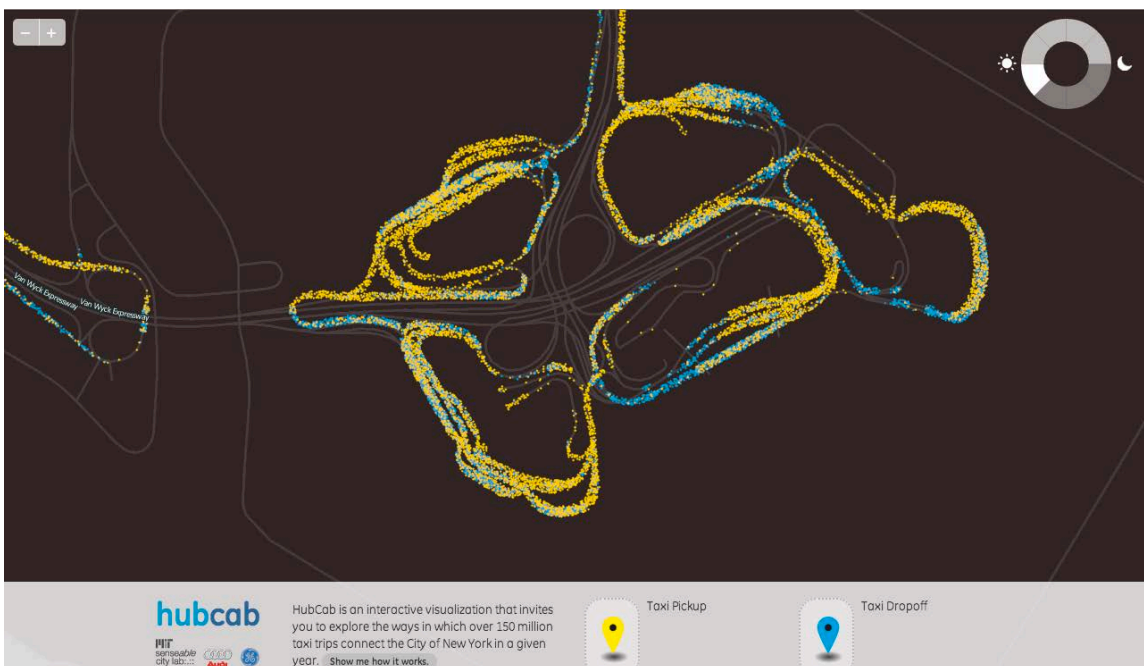 − +
Van Wyck Expressway
Van Wyck Expressway
hubcab
MIT
senseable
city lab:.::
Audi
HubCab is an interactive visualization that invites
you to explore the ways in which over 150 million
taxi trips connect the City of New York in a given
year. Show me how it works.
Taxi Pickup
Taxi Dropoff